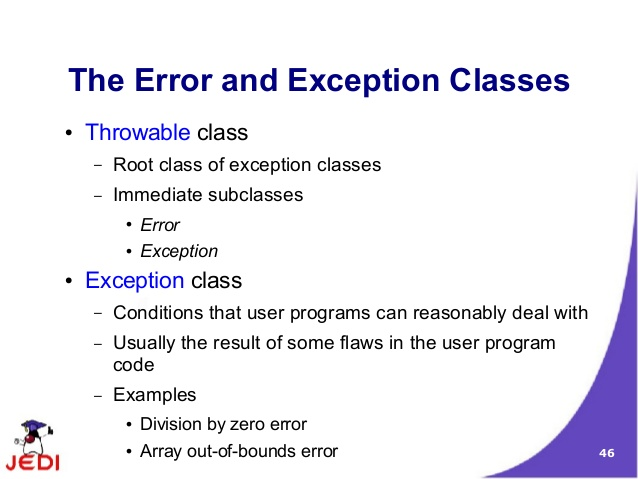 The Error and Exception Classes
• Throwable class
– Root class of exception classes
– Immediate subclasses
• Error
• Exception
• Exception class
– Conditions that user programs can reasonably deal with
– Usually the result of some flaws in the user program
code
– Examples
• Division by zero error
• Array out-of-bounds error
JEDI
46